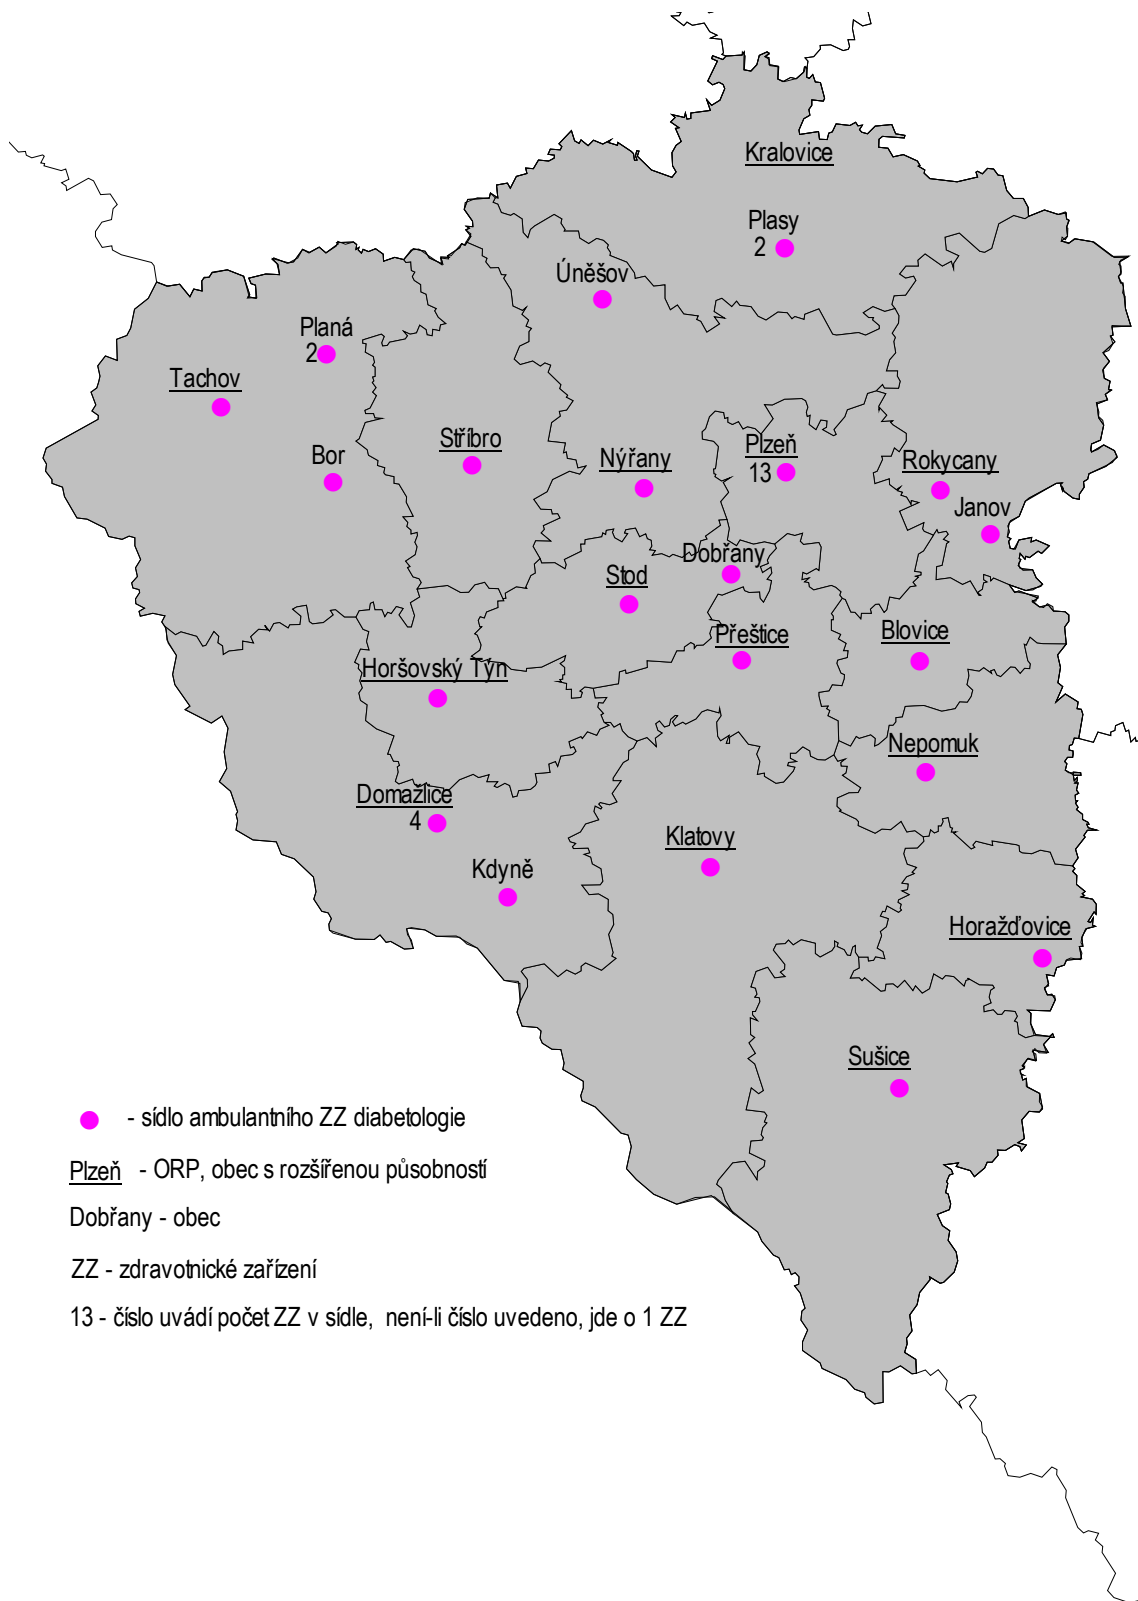 Kralovice
Plasy
2
Úněšov
Planá
2
Tachov
Bor
Stříbro
Nýřany
Plzeň
13
Rokycany
Janov
Dobřany
Stod
Přeštice
Blovice
Horšovský Týn
Nepomuk
Domažlice
4
Klatovy
Kdyně
Horažďovice
Sušice
- sídlo ambulantního ZZ diabetologie
Plzeň - ORP, obec s rozšířenou působností
Dobřany - obec
ZZ - zdravotnické zařízení
13 - číslo uvádí počet ZZ v sídle, není-li číslo uvedeno, jde o 1 ZZ